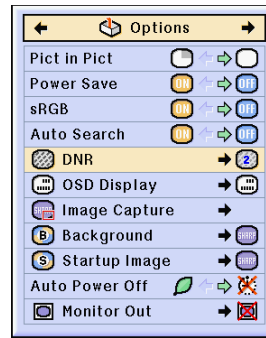 Options
Pict in Pict
Power Save ON OFF
sRGB ON OFF
Auto Search ON OFF
DNR 2
OSD Display
Image Capture
B Background SHARP
S Startup Image SHARP
Auto Power Off
Monitor Out